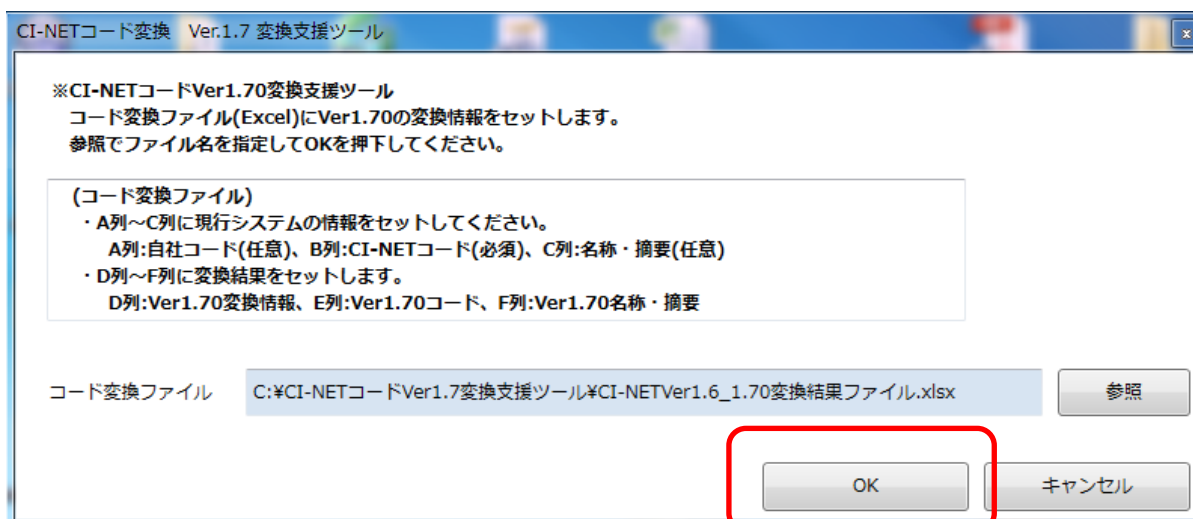 CI-NETコード変換　Ver.1.7 変換支援ツール
x
※CI-NETコードVer1.70変換支援ツール
コード変換ファイル(Excel)にVer1.70の変換情報をセットします。
参照でファイル名を指定してOKを押下してください。
(コード変換ファイル)
・A列～C列に現行システムの情報をセットしてください。
A列:自社コード(任意)、B列:CI-NETコード(必須)、C列:名称・摘要(任意)
・D列～F列に変換結果をセットします。
D列:Ver1.70変換情報、E列:Ver1.70コード、F列:Ver1.70名称・摘要
コード変換ファイル C:¥CI-NETコードVer1.7変換支援ツール¥CI-NETVer1.6_1.70変換結果ファイル.xlsx 参照
OK キャンセル